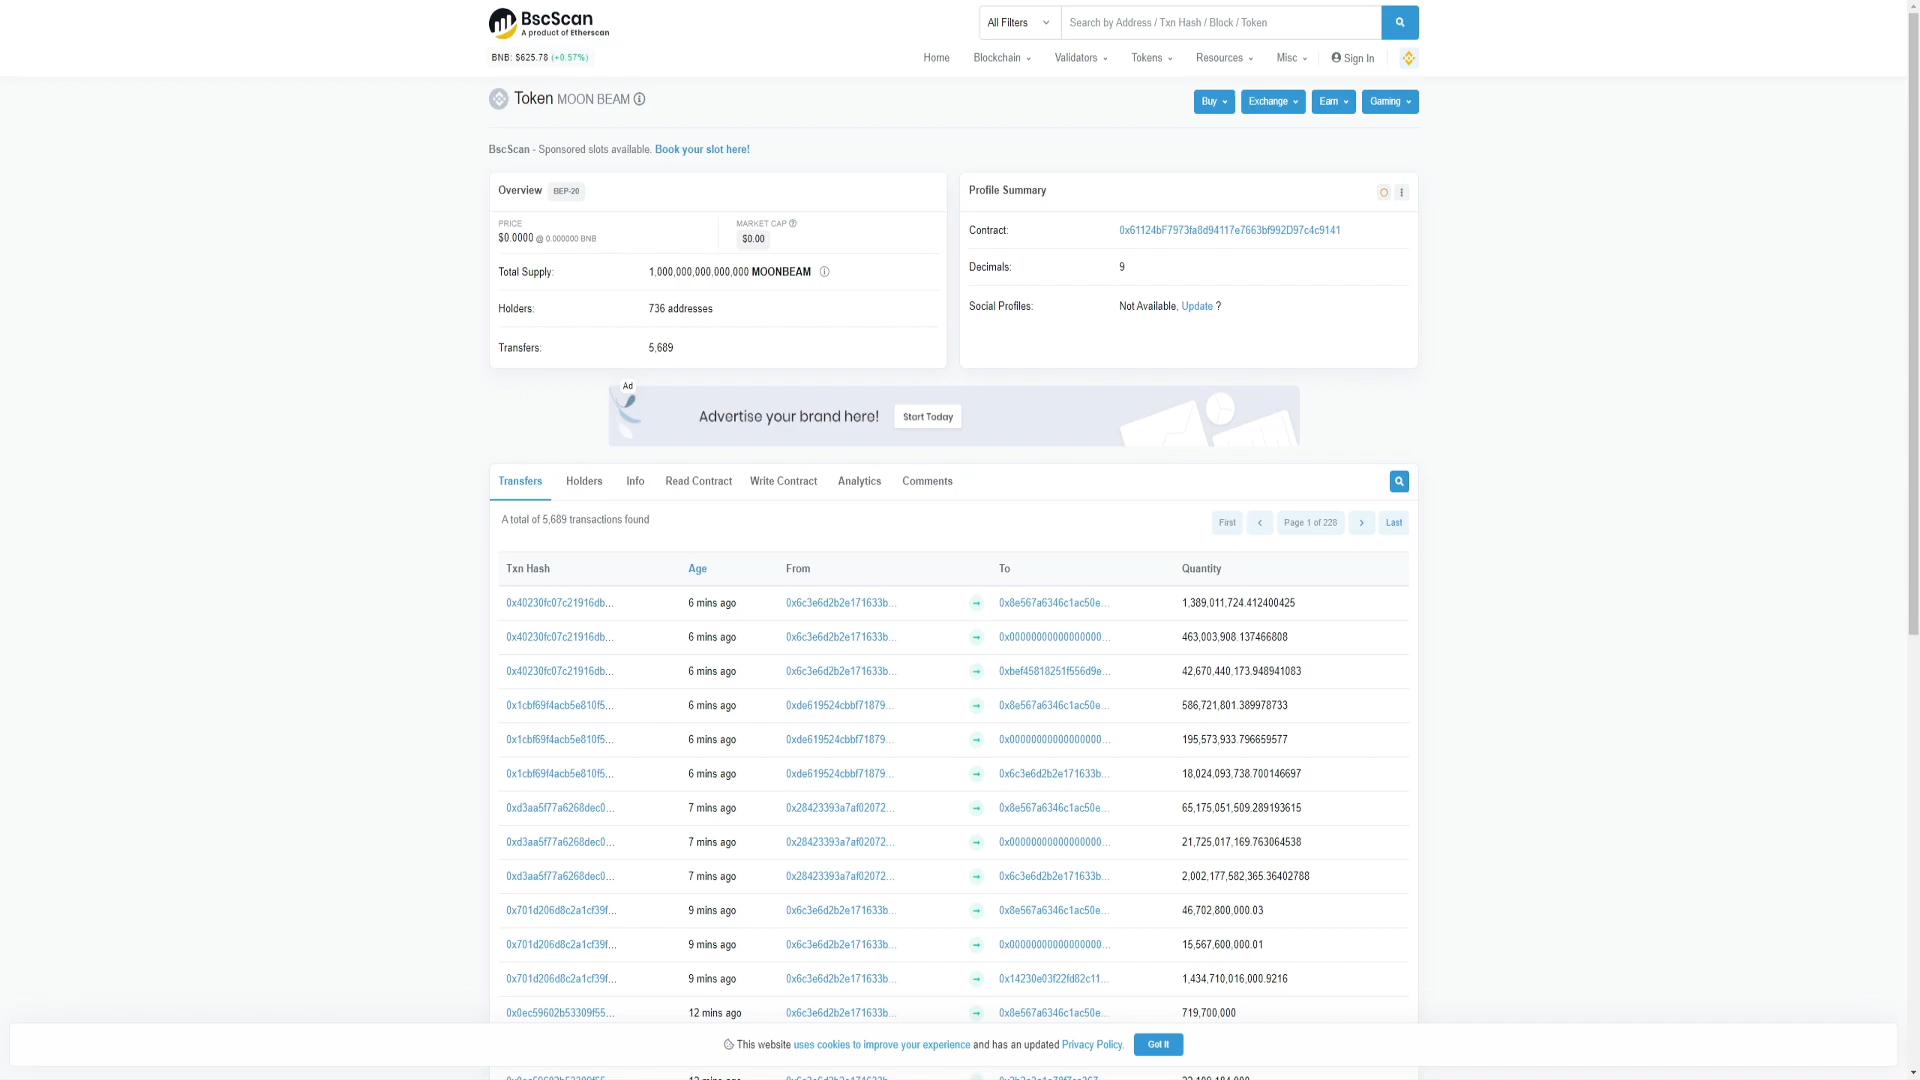 BscScan
A product of Etherscan
All Filters
Search by Address / Txn Hash / Block / Token
BNB: $625.78 (+0.57%)
Home Blockchain Validators Tokens Resources Misc Sign In
Token MOON BEAM
Buy Exchange Earn Gaming
BscScan - Sponsored slots available. Book your slot here!
Overview BEP-20
PRICE
$0.0000 @ 0.000000 BNB
MARKET CAP
$0.00
Total Supply: 1,000,000,000,000,000 MOONBEAM
Holders: 736 addresses
Transfers: 5,689
Profile Summary
Contract: 0x61124bF7973fa8d94117e7663bf992D97c4c9141
Decimals: 9
Social Profiles: Not Available, Update ?
Ad
Advertise your brand here! Start Today
Transfers Holders Info Read Contract Write Contract Analytics Comments
A total of 5,689 transactions found
First Page 1 of 228 Last
Txn Hash Age From To Quantity
0x40230fc07c21916db... 6 mins ago 0x6c3e6d2b2e171633b... 0x8e567a6346c1ac50e... 1,389,011,724.412400425
0x40230fc07c21916db... 6 mins ago 0x6c3e6d2b2e171633b... 0x00000000000000000... 463,003,908.137466808
0x40230fc07c21916db... 6 mins ago 0x6c3e6d2b2e171633b... 0xbef45818251f556d9e... 42,670,440,173.948941083
0x1cbf69f4acb5e810f5... 6 mins ago 0xde619524cbbf71879... 0x8e567a6346c1ac50e... 586,721,801.389978733
0x1cbf69f4acb5e810f5... 6 mins ago 0xde619524cbbf71879... 0x00000000000000000... 195,573,933.796659577
0x1cbf69f4acb5e810f5... 6 mins ago 0xde619524cbbf71879... 0x6c3e6d2b2e171633b... 18,024,093,738.700146697
0xd3aa5f77a6268dec0... 7 mins ago 0x28423393a7af02072... 0x8e567a6346c1ac50e... 65,175,051,509.289193615
0xd3aa5f77a6268dec0... 7 mins ago 0x28423393a7af02072... 0x00000000000000000... 21,725,017,169.763064538
0xd3aa5f77a6268dec0... 7 mins ago 0x28423393a7af02072... 0x6c3e6d2b2e171633b... 2,002,177,582,365.36402788
0x701d206d8c2a1cf39f... 9 mins ago 0x6c3e6d2b2e171633b... 0x8e567a6346c1ac50e... 46,702,800,000.03
0x701d206d8c2a1cf39f... 9 mins ago 0x6c3e6d2b2e171633b... 0x00000000000000000... 15,567,600,000.01
0x701d206d8c2a1cf39f... 9 mins ago 0x6c3e6d2b2e171633b... 0x14230e03f22fd82c11... 1,434,710,016,000.9216
0x0ec59602b53309f55... 12 mins ago 0x6c3e6d2b2e171633b... 0x8e567a6346c1ac50e... 719,700,000
This website uses cookies to improve your experience and has an updated Privacy Policy. Got It